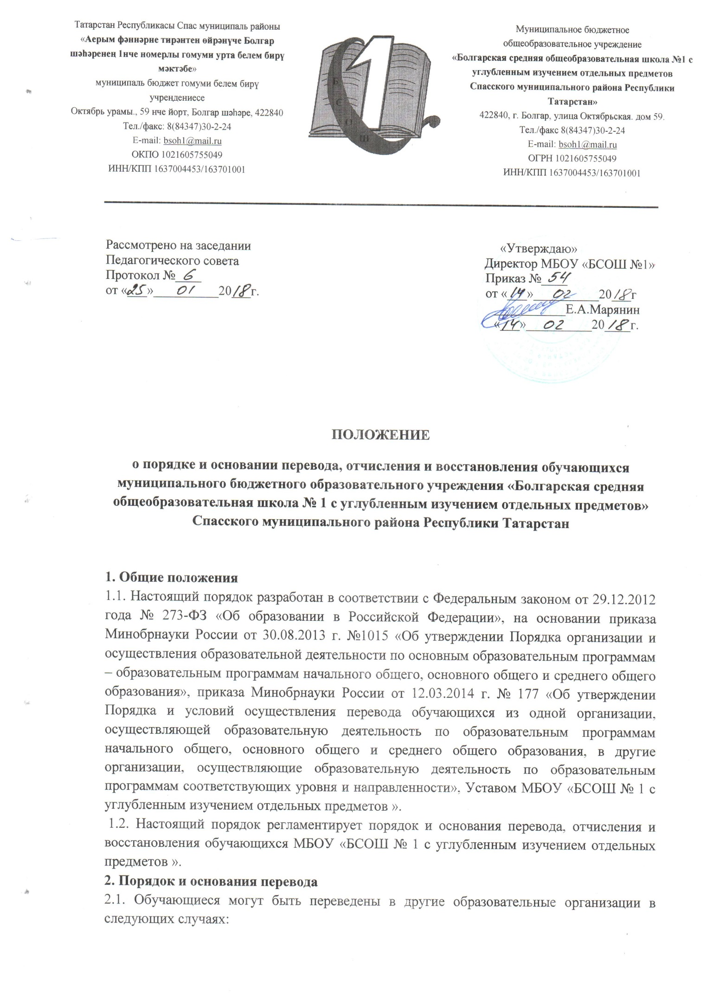 Татарстан Республикасы Спас муниципаль районы
«Аерым фәннәрне тирәнтен өйрәнүче Болгар
шәһәренең 1нче номерлы гомуми урта белем бирү
мәктәбе»
муниципаль бюджет гомуми белем бирү
учреңдениесе
Октябрь урамы., 59 нче йорт, Болгар шәһәре, 422840
Тел./факс: 8(84347)30-2-24
E-mail: bsoh1@mail.ru
ОКПО 1021605755049
ИНН/КПП 1637004453/163701001
1
Б
С
О
Ш
Муниципальное бюджетное
общеобразовательное учреждение
«Болгарская средняя общеобразовательная школа №1 с
углубленным изучением отдельных предметов
Спасского муниципального района Республики
Татарстан»
422840, г. Болгар, улица Октябрьская. дом 59.
Тел./факс 8(84347)30-2-24
E-mail: bsoh1@mail.ru
ОГРН 1021605755049
ИНН/КПП 1637004453/163701001
Рассмотрено на заседании
Педагогического совета
Протокол № 6
от «25» 01 2018г.
«Утверждаю»
Директор МБОУ «БСОШ №1»
Приказ № 54
от «14» 02 2018г
Е.А.Марянин
«14» 02 2018г.
ПОЛОЖЕНИЕ
о порядке и основании перевода, отчисления и восстановления обучающихся
муниципального бюджетного образовательного учреждения «Болгарская средняя
общеобразовательная школа № 1 с углубленным изучением отдельных предметов»
Спасского муниципального района Республики Татарстан
1. Общие положения
1.1. Настоящий порядок разработан в соответствии с Федеральным законом от 29.12.2012
года № 273-ФЗ «Об образовании в Российской Федерации», на основании приказа
Минобрнауки России от 30.08.2013 г. №1015 «Об утверждении Порядка организации и
осуществления образовательной деятельности по основным образовательным программам
– образовательным программам начального общего, основного общего и среднего общего
образования», приказа Минобрнауки России от 12.03.2014 г. № 177 «Об утверждении
Порядка и условий осуществления перевода обучающихся из одной организации,
осуществляющей образовательную деятельность по образовательным программам
начального общего, основного общего и среднего общего образования, в другие
организации, осуществляющие образовательную деятельность по образовательным
программам соответствующих уровня и направленности», Уставом МБОУ «БСОШ № 1 с
углубленным изучением отдельных предметов ».
1.2. Настоящий порядок регламентирует порядок и основания перевода, отчисления и
восстановления обучающихся МБОУ «БСОШ № 1 с углубленным изучением отдельных
предметов ».
2. Порядок и основания перевода
2.1. Обучающиеся могут быть переведены в другие образовательные организации в
следующих случаях: